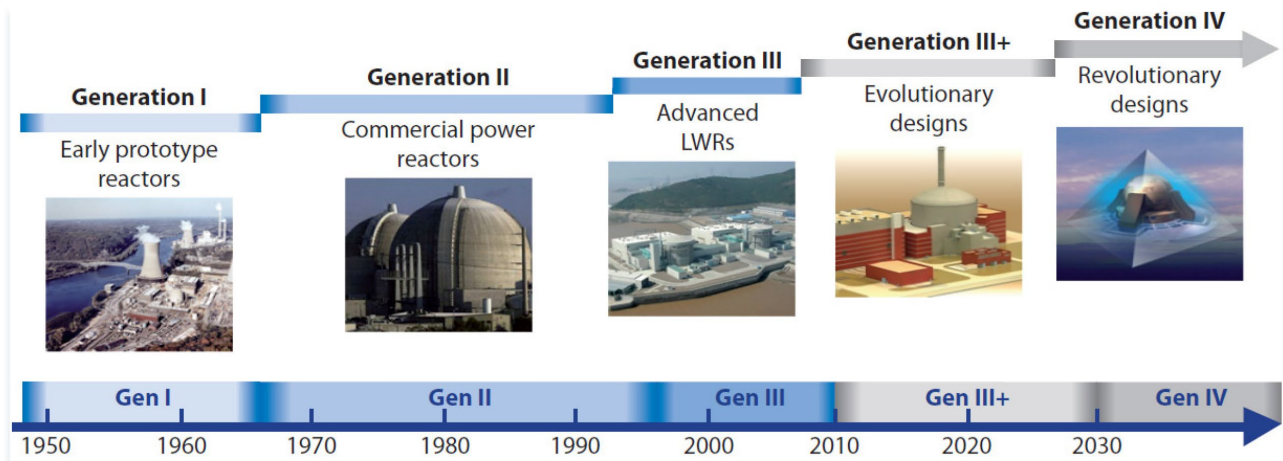 Generation I
Early prototype
reactors
Generation II
Commercial power
reactors
Generation III
Advanced
LWRs
Generation III+
Evolutionary
designs
Generation IV
Revolutionary
designs
Gen I
Gen II
Gen III
Gen III+
Gen IV
1950
1960
1970
1980
1990
2000
2010
2020
2030